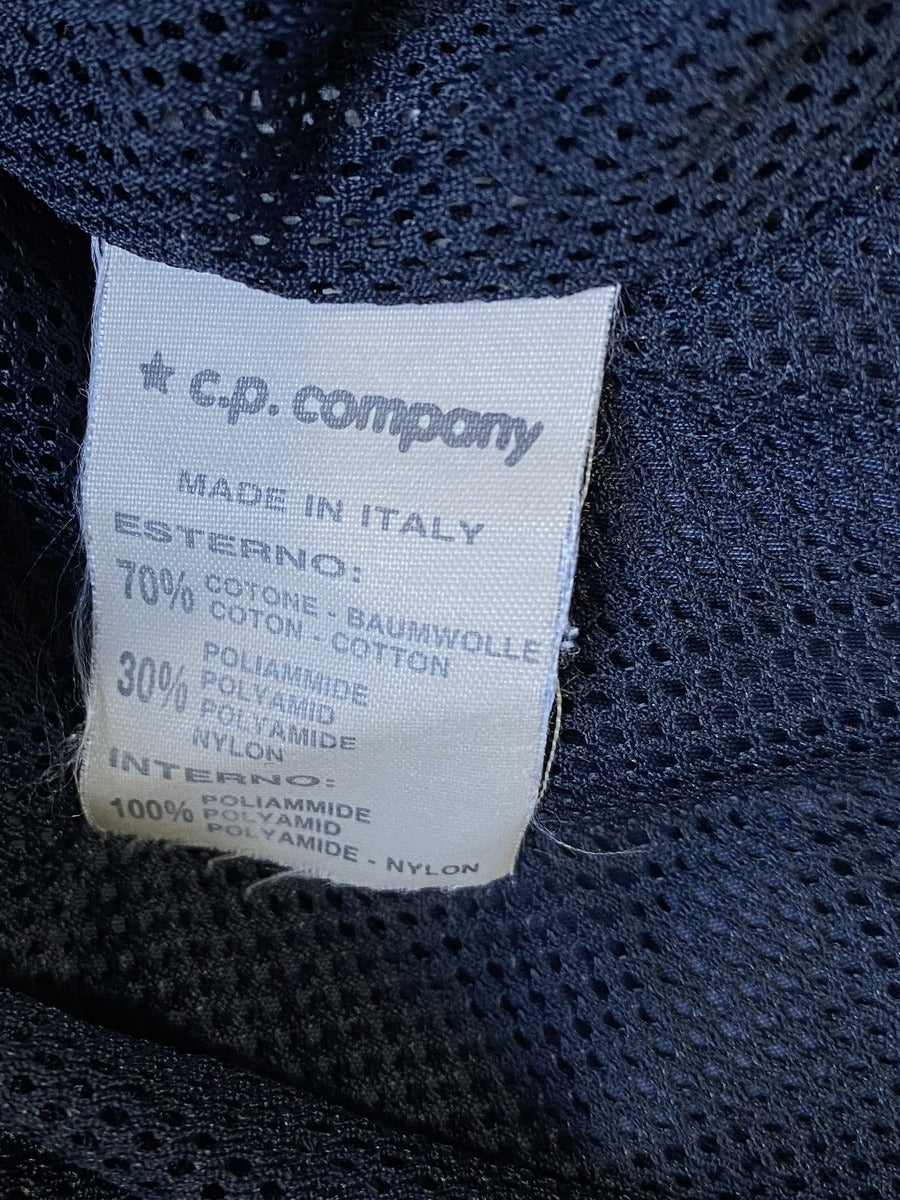 ★ c.p. company
MADE IN ITALY
ESTERNO:
70% COTONE - BAUMWOLLE
COTON - COTTON
30% POLIAMMIDE
POLYAMID
POLYAMIDE
NYLON
INTERNO:
100% POLIAMMIDE
POLYAMID
POLYAMIDE - NYLON